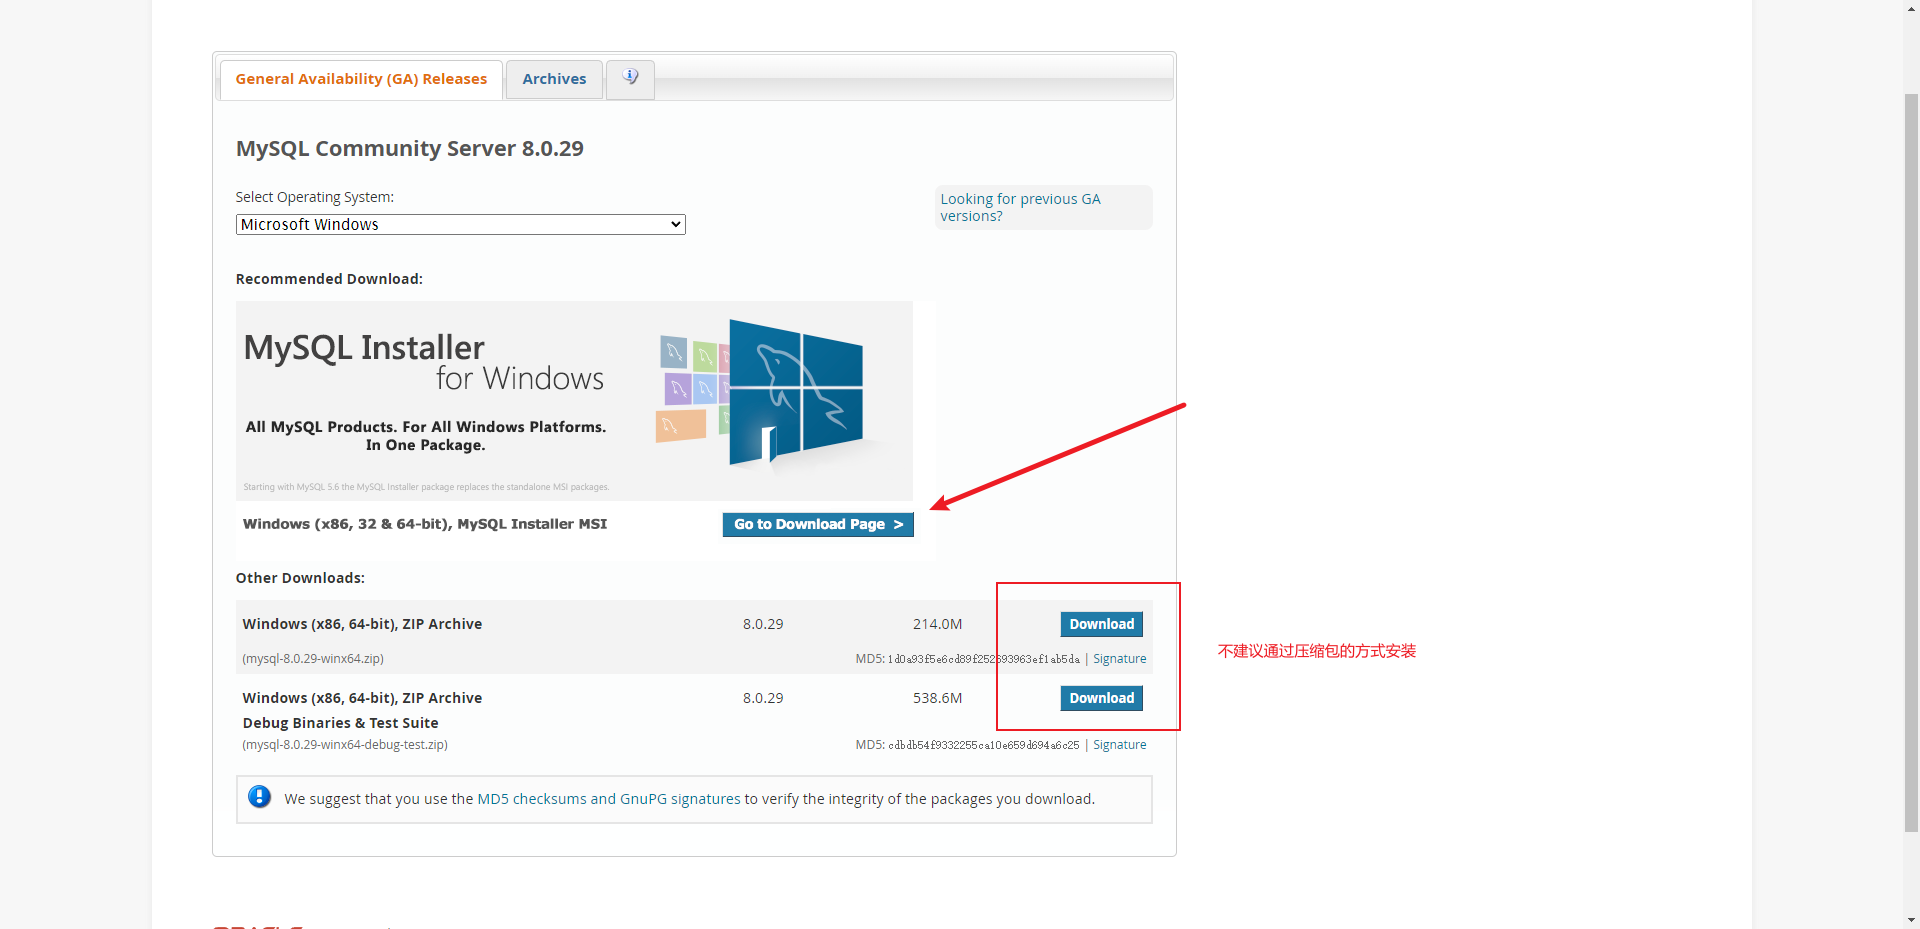 General Availability (GA) Releases
Archives
MySQL Community Server 8.0.29
Select Operating System:
Looking for previous GA
versions?
Microsoft Windows
Recommended Download:
MySQL Installer
for Windows
All MySQL Products. For All Windows Platforms.
In One Package.
Starting with MySQL 5.6 the MySQL Installer package replaces the standalone MSI packages.
Windows (x86, 32 & 64-bit), MySQL Installer MSI
Go to Download Page >
Other Downloads:
Windows (x86, 64-bit), ZIP Archive 8.0.29 214.0M Download
(mysql-8.0.29-winx64.zip) MD5: 1d0a93f5e6cd89f252693963ef1ab5da | Signature
不建议通过压缩包的方式安装
Windows (x86, 64-bit), ZIP Archive 8.0.29 538.6M Download
Debug Binaries & Test Suite
(mysql-8.0.29-winx64-debug-test.zip) MD5: cdbdb54f9332255ca10e659d694a6c25 | Signature
We suggest that you use the MD5 checksums and GnuPG signatures to verify the integrity of the packages you download.